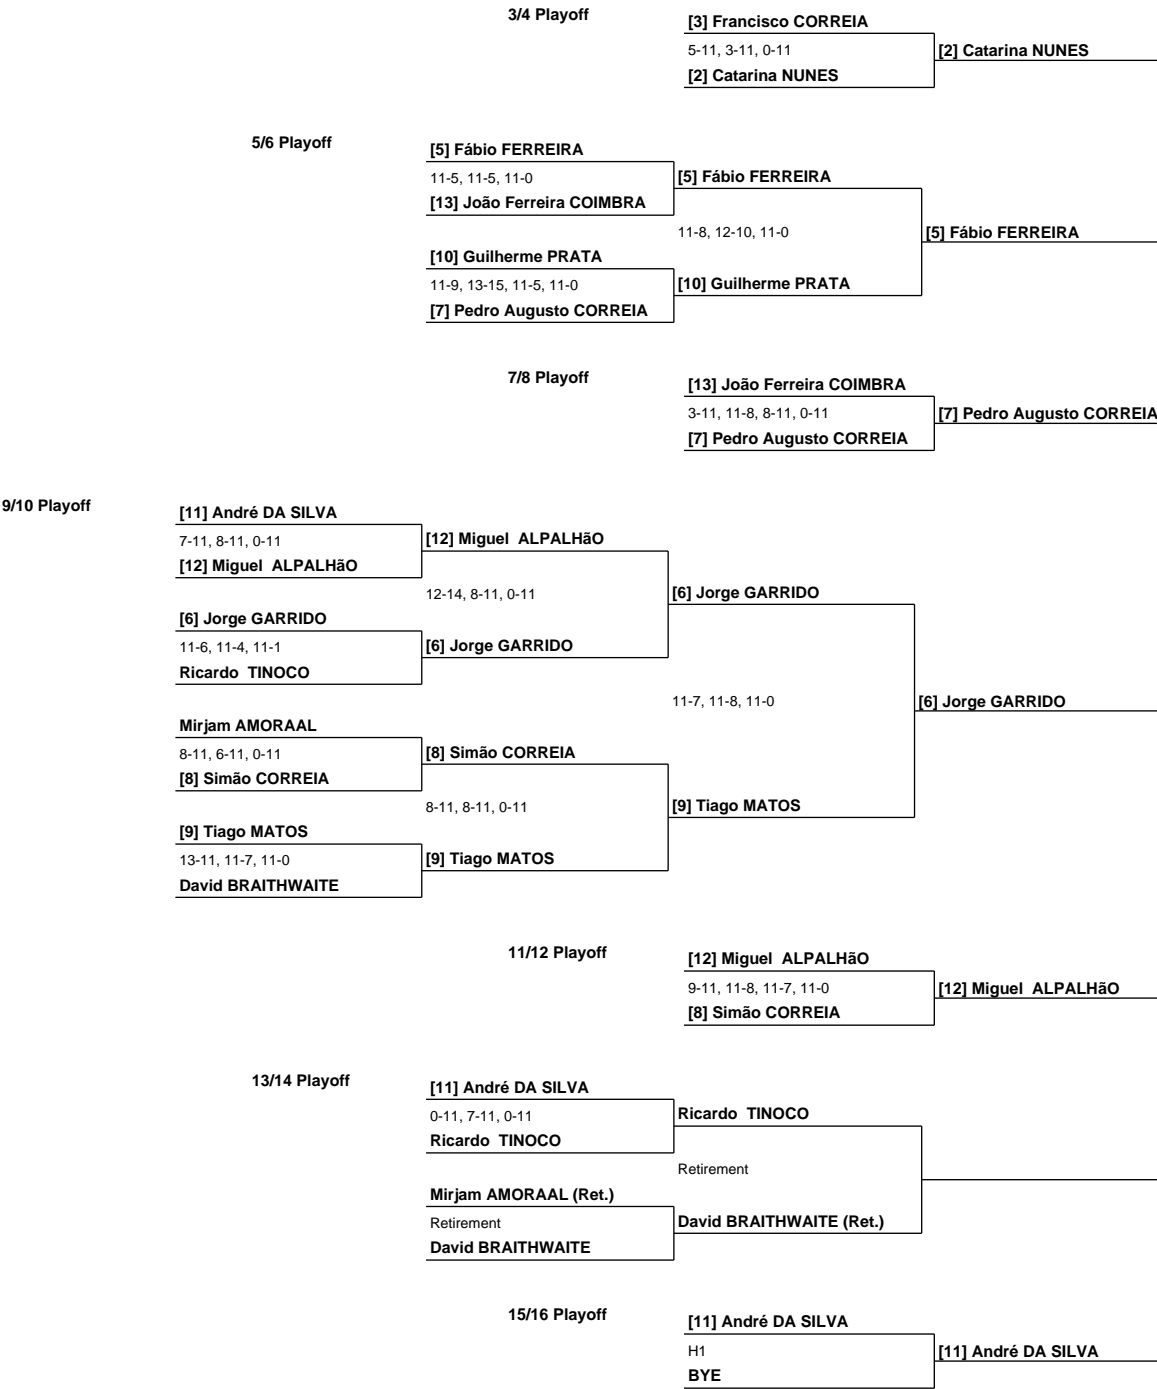 3/4 Playoff
[3] Francisco CORREIA
5-11, 3-11, 0-11
[2] Catarina NUNES
[2] Catarina NUNES
5/6 Playoff
[5] Fábio FERREIRA
11-5, 11-5, 11-0
[5] Fábio FERREIRA
[13] João Ferreira COIMBRA
11-8, 12-10, 11-0
[5] Fábio FERREIRA
[10] Guilherme PRATA
11-9, 13-15, 11-5, 11-0
[10] Guilherme PRATA
[7] Pedro Augusto CORREIA
7/8 Playoff
[13] João Ferreira COIMBRA
3-11, 11-8, 8-11, 0-11
[7] Pedro Augusto CORREIA
[7] Pedro Augusto CORREIA
9/10 Playoff
[11] André DA SILVA
7-11, 8-11, 0-11
[12] Miguel ALPALHãO
[12] Miguel ALPALHãO
12-14, 8-11, 0-11
[6] Jorge GARRIDO
[6] Jorge GARRIDO
11-6, 11-4, 11-1
[6] Jorge GARRIDO
Ricardo TINOCO
11-7, 11-8, 11-0
[6] Jorge GARRIDO
Mirjam AMORAAL
8-11, 6-11, 0-11
[8] Simão CORREIA
[8] Simão CORREIA
8-11, 8-11, 0-11
[9] Tiago MATOS
[9] Tiago MATOS
13-11, 11-7, 11-0
[9] Tiago MATOS
David BRAITHWAITE
11/12 Playoff
[12] Miguel ALPALHãO
9-11, 11-8, 11-7, 11-0
[12] Miguel ALPALHãO
[8] Simão CORREIA
13/14 Playoff
[11] André DA SILVA
0-11, 7-11, 0-11
Ricardo TINOCO
Ricardo TINOCO
Retirement
Mirjam AMORAAL (Ret.)
Retirement
David BRAITHWAITE (Ret.)
David BRAITHWAITE
15/16 Playoff
[11] André DA SILVA
H1
[11] André DA SILVA
BYE